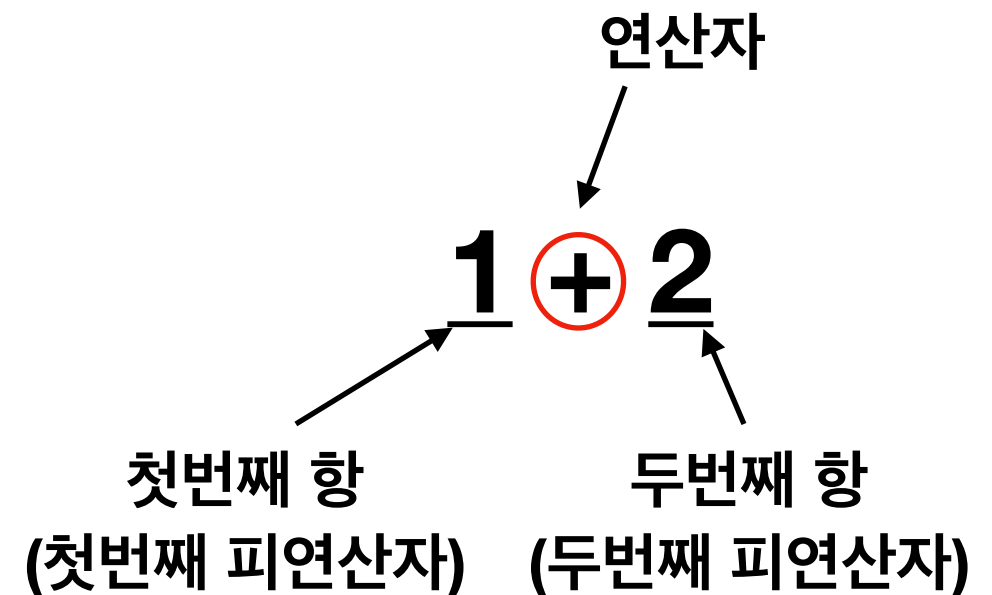 연산자
1 + 2
첫번째 항
(첫번째 피연산자)
두번째 항
(두번째 피연산자)